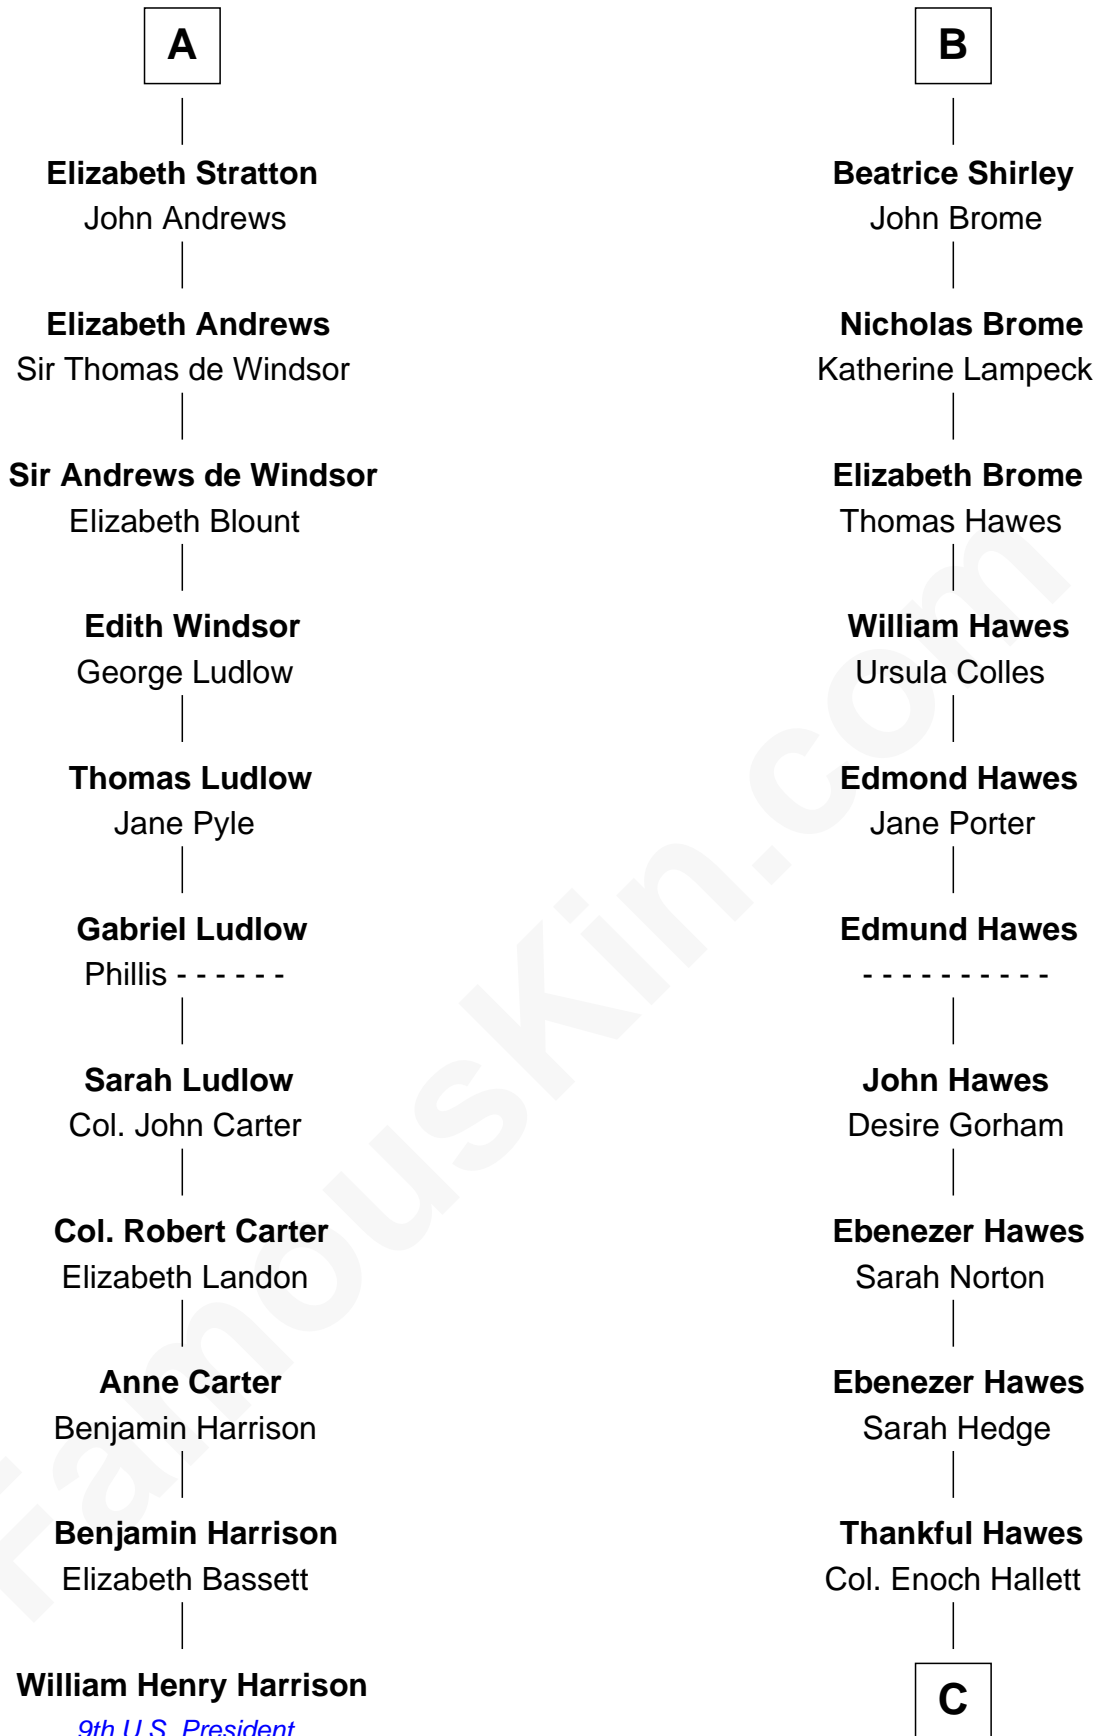 A
Elizabeth Stratton
John Andrews
Elizabeth Andrews
Sir Thomas de Windsor
Sir Andrews de Windsor
Elizabeth Blount
Edith Windsor
George Ludlow
Thomas Ludlow
Jane Pyle
Gabriel Ludlow
Phillis - - - - - -
Sarah Ludlow
Col. John Carter
Col. Robert Carter
Elizabeth Landon
Anne Carter
Benjamin Harrison
Benjamin Harrison
Elizabeth Bassett
William Henry Harrison
9th U.S. President
B
Beatrice Shirley
John Brome
Nicholas Brome
Katherine Lampeck
Elizabeth Brome
Thomas Hawes
William Hawes
Ursula Colles
Edmond Hawes
Jane Porter
Edmund Hawes
- - - - - - - - - -
John Hawes
Desire Gorham
Ebenezer Hawes
Sarah Norton
Ebenezer Hawes
Sarah Hedge
Thankful Hawes
Col. Enoch Hallett
C
FamousKin.com